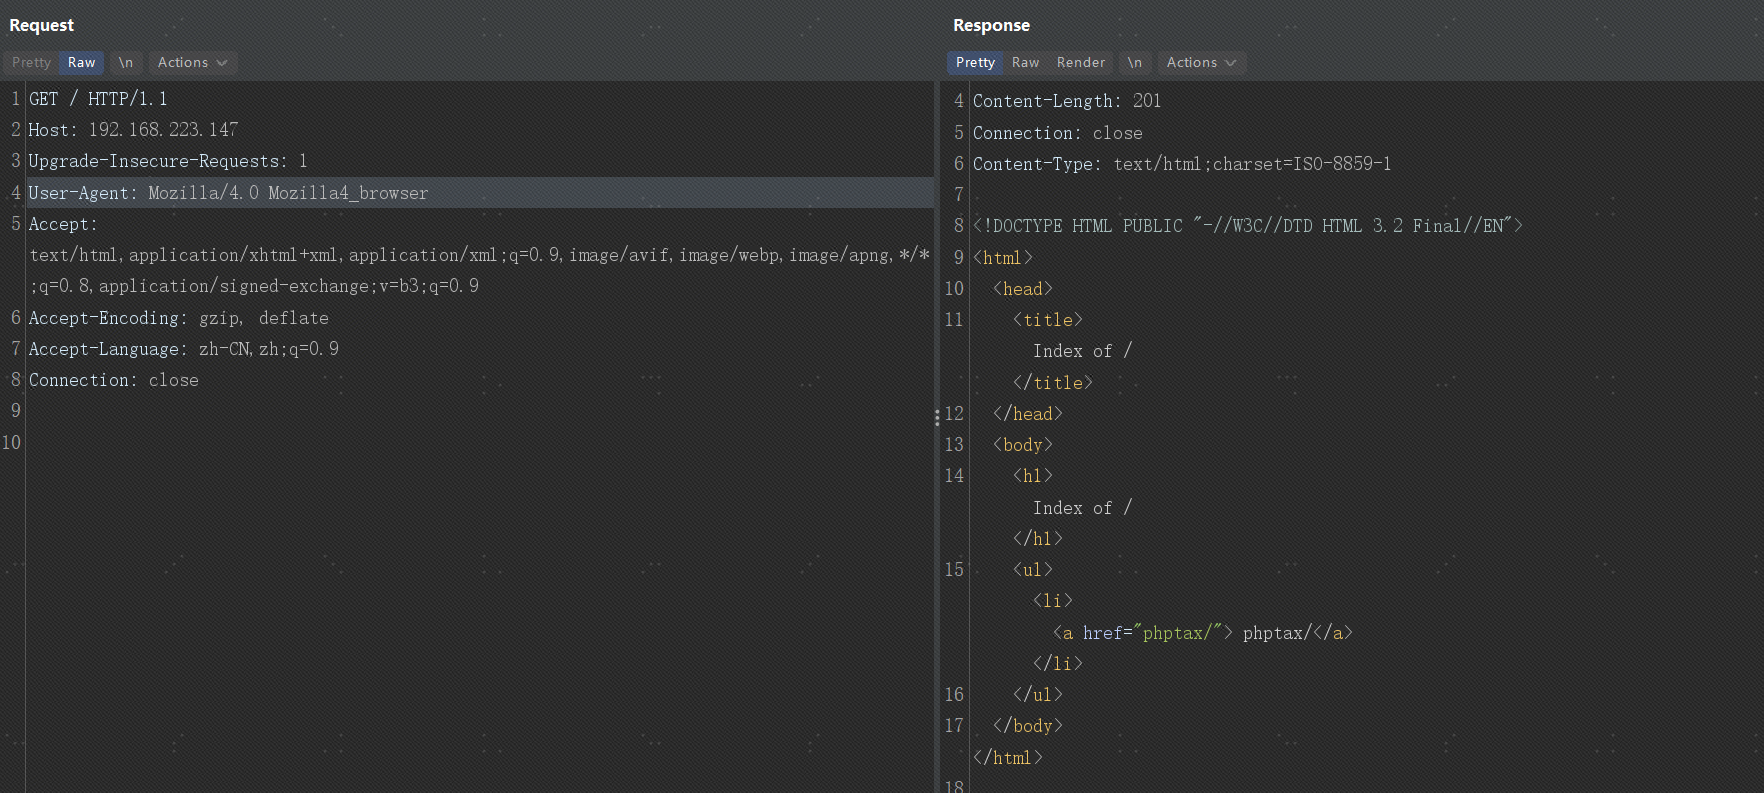 Request
Pretty Raw \n Actions
1 GET / HTTP/1.1
2 Host: 192.168.223.147
3 Upgrade-Insecure-Requests: 1
4 User-Agent: Mozilla/4.0 Mozilla4_browser
5 Accept:
text/html,application/xhtml+xml,application/xml;q=0.9,image/avif,image/webp,image/apng,*/*
;q=0.8,application/signed-exchange;v=b3;q=0.9
6 Accept-Encoding: gzip, deflate
7 Accept-Language: zh-CN,zh;q=0.9
8 Connection: close
9
10
Response
Pretty Raw Render \n Actions
4 Content-Length: 201
5 Connection: close
6 Content-Type: text/html;charset=ISO-8859-1
7
8 <!DOCTYPE HTML PUBLIC "-//W3C//DTD HTML 3.2 Final//EN">
9 <html>
10 <head>
11 <title>
Index of /
</title>
12 </head>
13 <body>
14 <h1>
Index of /
</h1>
15 <ul>
<li>
<a href="phptax/"> phptax/</a>
</li>
16 </ul>
17 </body>
</html>
18